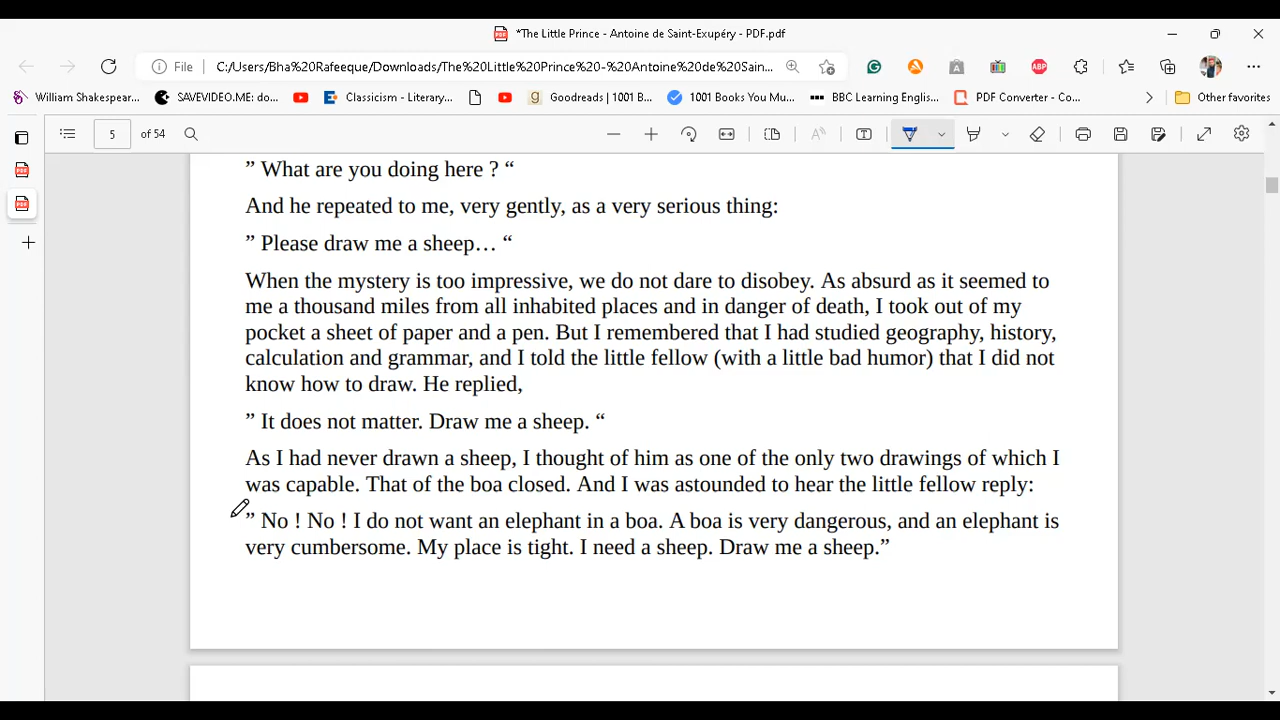 *The Little Prince - Antoine de Saint-Exupéry - PDF.pdf
File C:/Users/Bha%20Rafeeque/Downloads/The%20Little%20Prince%20-%20Antoine%20de%20Sain...
William Shakespear... SAVEVIDEO.ME: do... Classicism - Literary... Goodreads | 1001 B... 1001 Books You Mu... BBC Learning Englis... PDF Converter - Co... Other favorites
5 of 54
” What are you doing here ? “
And he repeated to me, very gently, as a very serious thing:
” Please draw me a sheep… “
When the mystery is too impressive, we do not dare to disobey. As absurd as it seemed to
me a thousand miles from all inhabited places and in danger of death, I took out of my
pocket a sheet of paper and a pen. But I remembered that I had studied geography, history,
calculation and grammar, and I told the little fellow (with a little bad humor) that I did not
know how to draw. He replied,
” It does not matter. Draw me a sheep. “
As I had never drawn a sheep, I thought of him as one of the only two drawings of which I
was capable. That of the boa closed. And I was astounded to hear the little fellow reply:
” No ! No ! I do not want an elephant in a boa. A boa is very dangerous, and an elephant is
very cumbersome. My place is tight. I need a sheep. Draw me a sheep.”